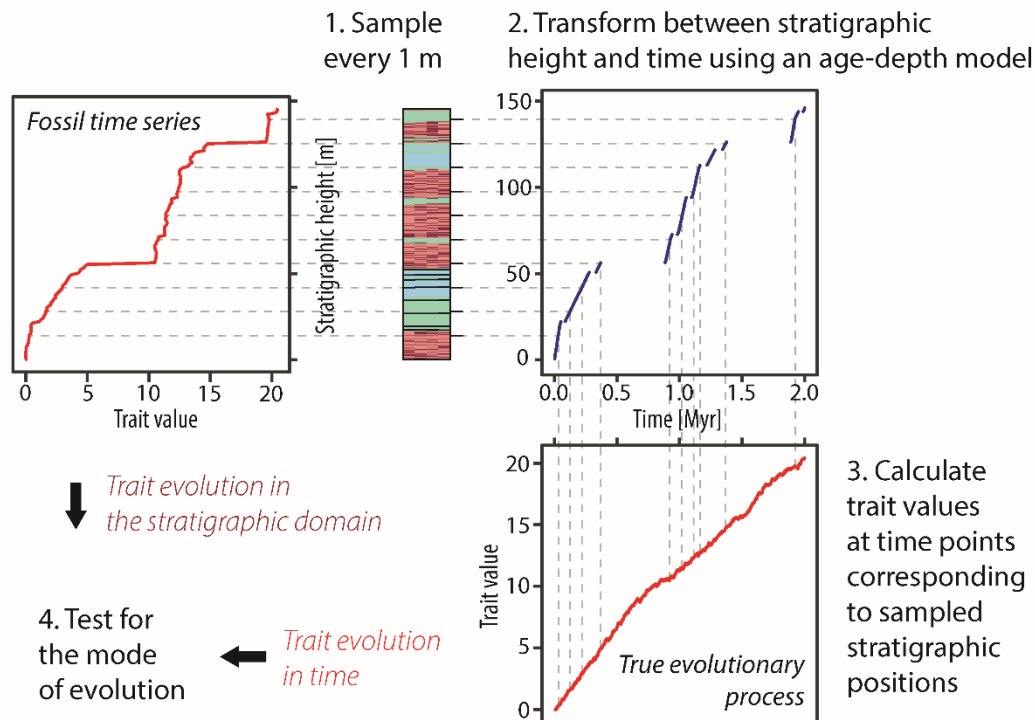 1. Sample
every 1 m
2. Transform between stratigraphic
height and time using an age-depth model
Fossil time series
Stratigraphic height [m]
0
5
10
15
20
Trait value
150
100
50
0
0.0
0.5
1.0
1.5
2.0
Time [Myr]
Trait evolution in
the stratigraphic domain
4. Test for
the mode
of evolution
Trait evolution
in time
20
15
10
5
0
Trait value
True evolutionary
process
3. Calculate
trait values
at time points
corresponding
to sampled
stratigraphic
positions